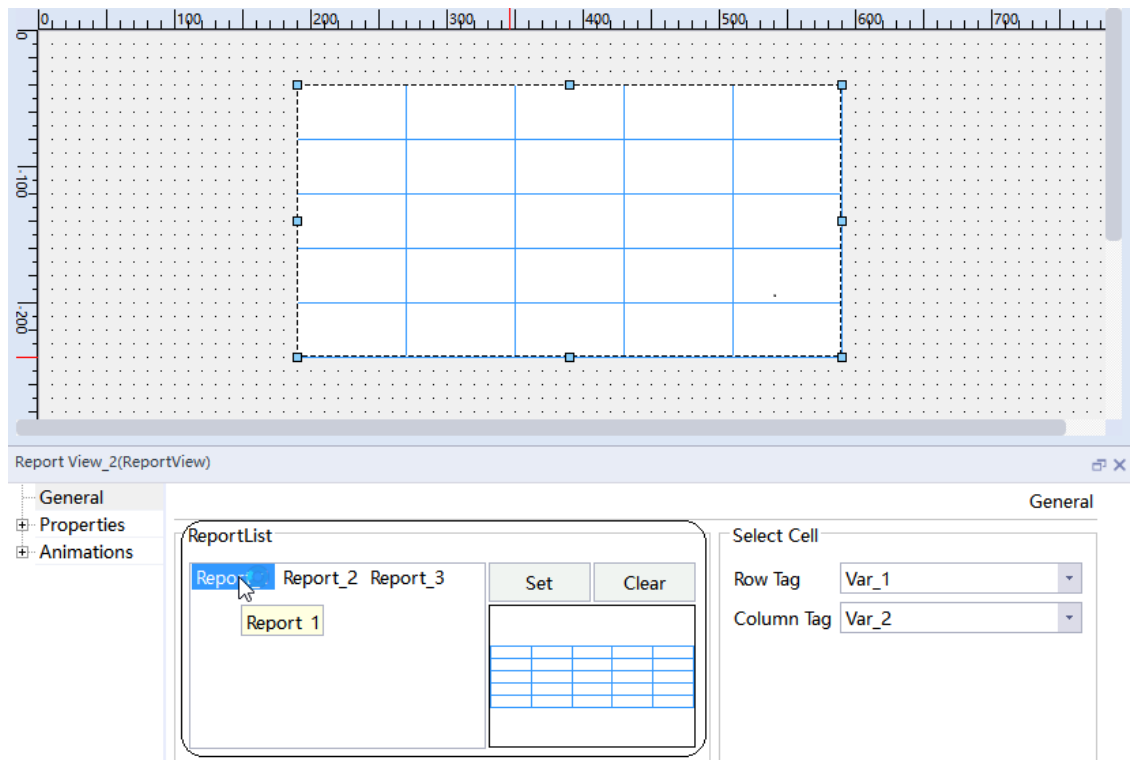 0 100 200 300 400 500 600 700
0
100
200
Report View_2(ReportView)
General
General
Properties
Animations
ReportList
Select Cell
Report_2 Report_3
Set
Clear
Row Tag
Var_1
Report 1
Column Tag
Var_2